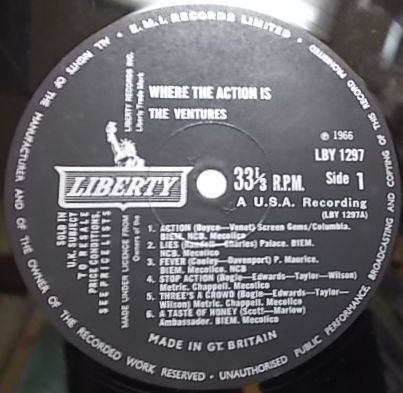 E.M.I. RECORDS LIMITED • ALL RIGHTS OF THE MANUFACTURER AND OF THE OWNER OF THE RECORDED WORK RESERVED • UNAUTHORISED PUBLIC PERFORMANCE, BROADCASTING AND COPYING OF THIS RECORD PROHIBITED
LIBERTY RECORDS INC.
Liberty Trade Mark
WHERE THE ACTION IS
THE VENTURES
℗ 1966
LBY 1297
LIBERTY
33⅓ R.P.M.
Side 1
A U.S.A. Recording
(LBY 1297A)
SOLD IN
U.K. SUBJECT
TO RESALE
PRICE CONDITIONS,
SEE PRICE LISTS
MADE UNDER LICENCE FROM
Owners of the
1. ACTION (Boyce—Venet) Screen Gems/Columbia.
BIEM. NCB. Mecolico
2. LIES (Randell—Charles) Palace. BIEM.
NCB. Mecolico
3. FEVER (Cooley—Davenport) P. Maurice.
BIEM. Mecolico. NCB
4. STOP ACTION (Bogle—Edwards—Taylor—Wilson)
Metric. Chappell. Mecolico
5. THREE'S A CROWD (Bogle—Edwards—Taylor—
Wilson) Metric. Chappell. Mecolico
6. A TASTE OF HONEY (Scott—Marlow)
Ambassador. BIEM. Mecolico
MADE IN GT. BRITAIN